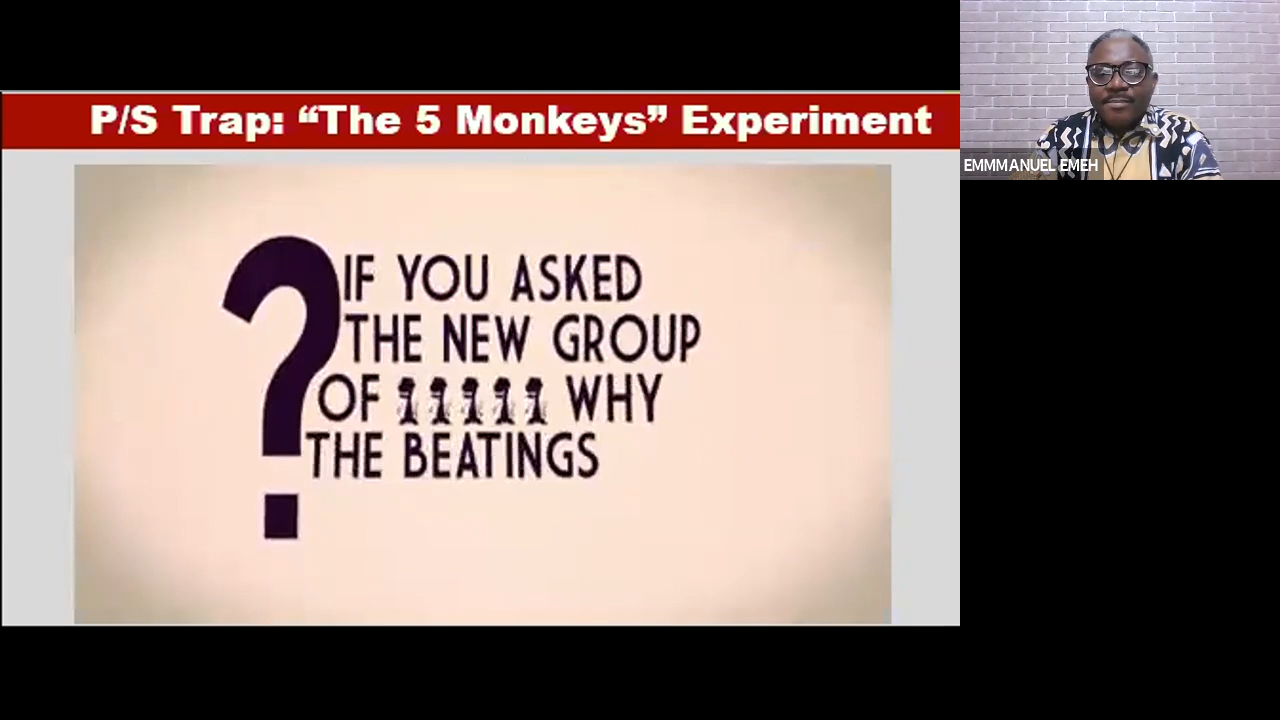 P/S Trap: “The 5 Monkeys” Experiment
? IF YOU ASKED
THE NEW GROUP
OF WHY
THE BEATINGS
EMMMANUEL EMEH